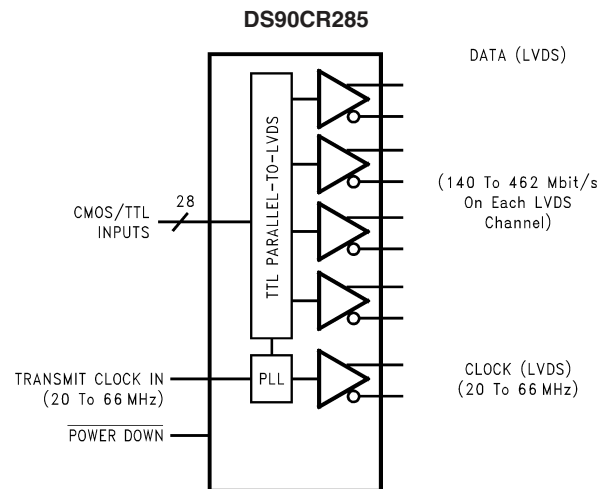 DS90CR285
DATA (LVDS)
TTL PARALLEL-TO-LVDS
(140 To 462 Mbit/s
On Each LVDS
Channel)
28
CMOS/TTL
INPUTS
PLL
TRANSMIT CLOCK IN
(20 To 66 MHz)
CLOCK (LVDS)
(20 To 66 MHz)
POWER DOWN